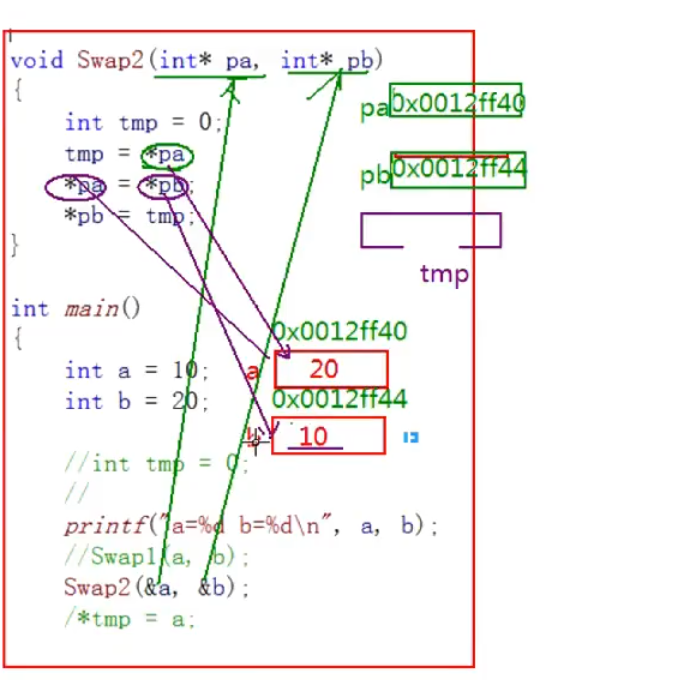 void Swap2(int* pa, int* pb)
{
int tmp = 0;
tmp = *pa
*pa = *pb;
*pb = tmp;
}
pa 0x0012ff40
pb 0x0012ff44
tmp
int main()
{
int a = 10;
int b = 20;
0x0012ff40
a 20
0x0012ff44
10
//int tmp = 0;
//
printf("a=%d b=%d\n", a, b);
//Swap1(a, b);
Swap2(&a, &b);
/*tmp = a;